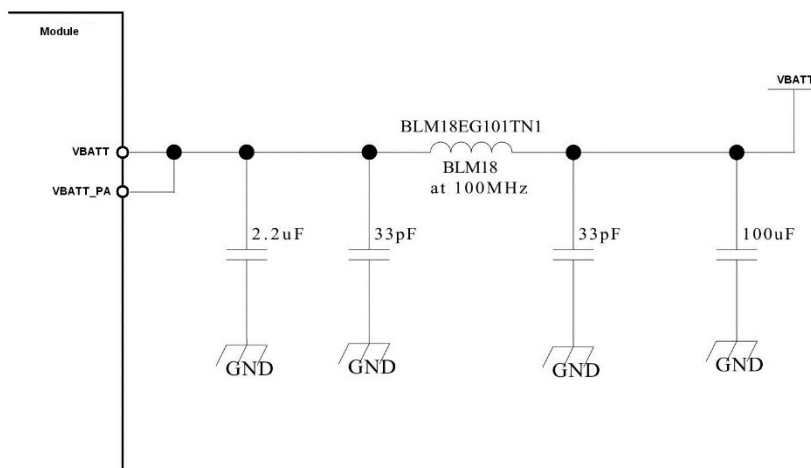 Module
VBATT
BLM18EG101TN1
VBATT
BLM18
at 100MHz
VBATT_PA
2.2uF
33pF
33pF
100uF
GND
GND
GND
GND